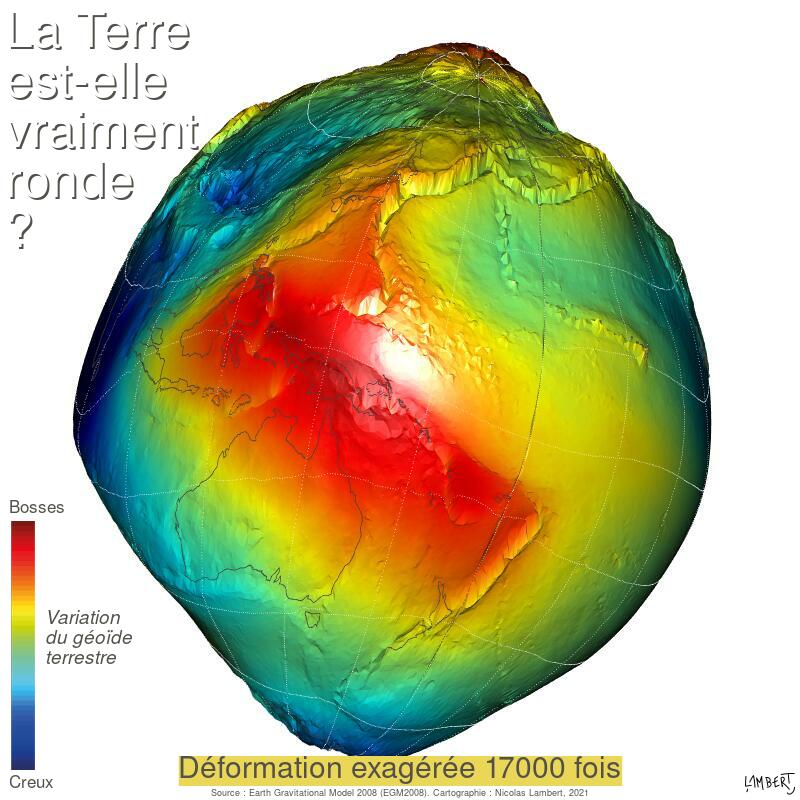 La Terre
est-elle
vraiment
ronde
?
Bosses
Variation
du géoïde
terrestre
Creux
Déformation exagérée 17000 fois
Source : Earth Gravitational Model 2008 (EGM2008). Cartographie : Nicolas Lambert, 2021
LAMBERT